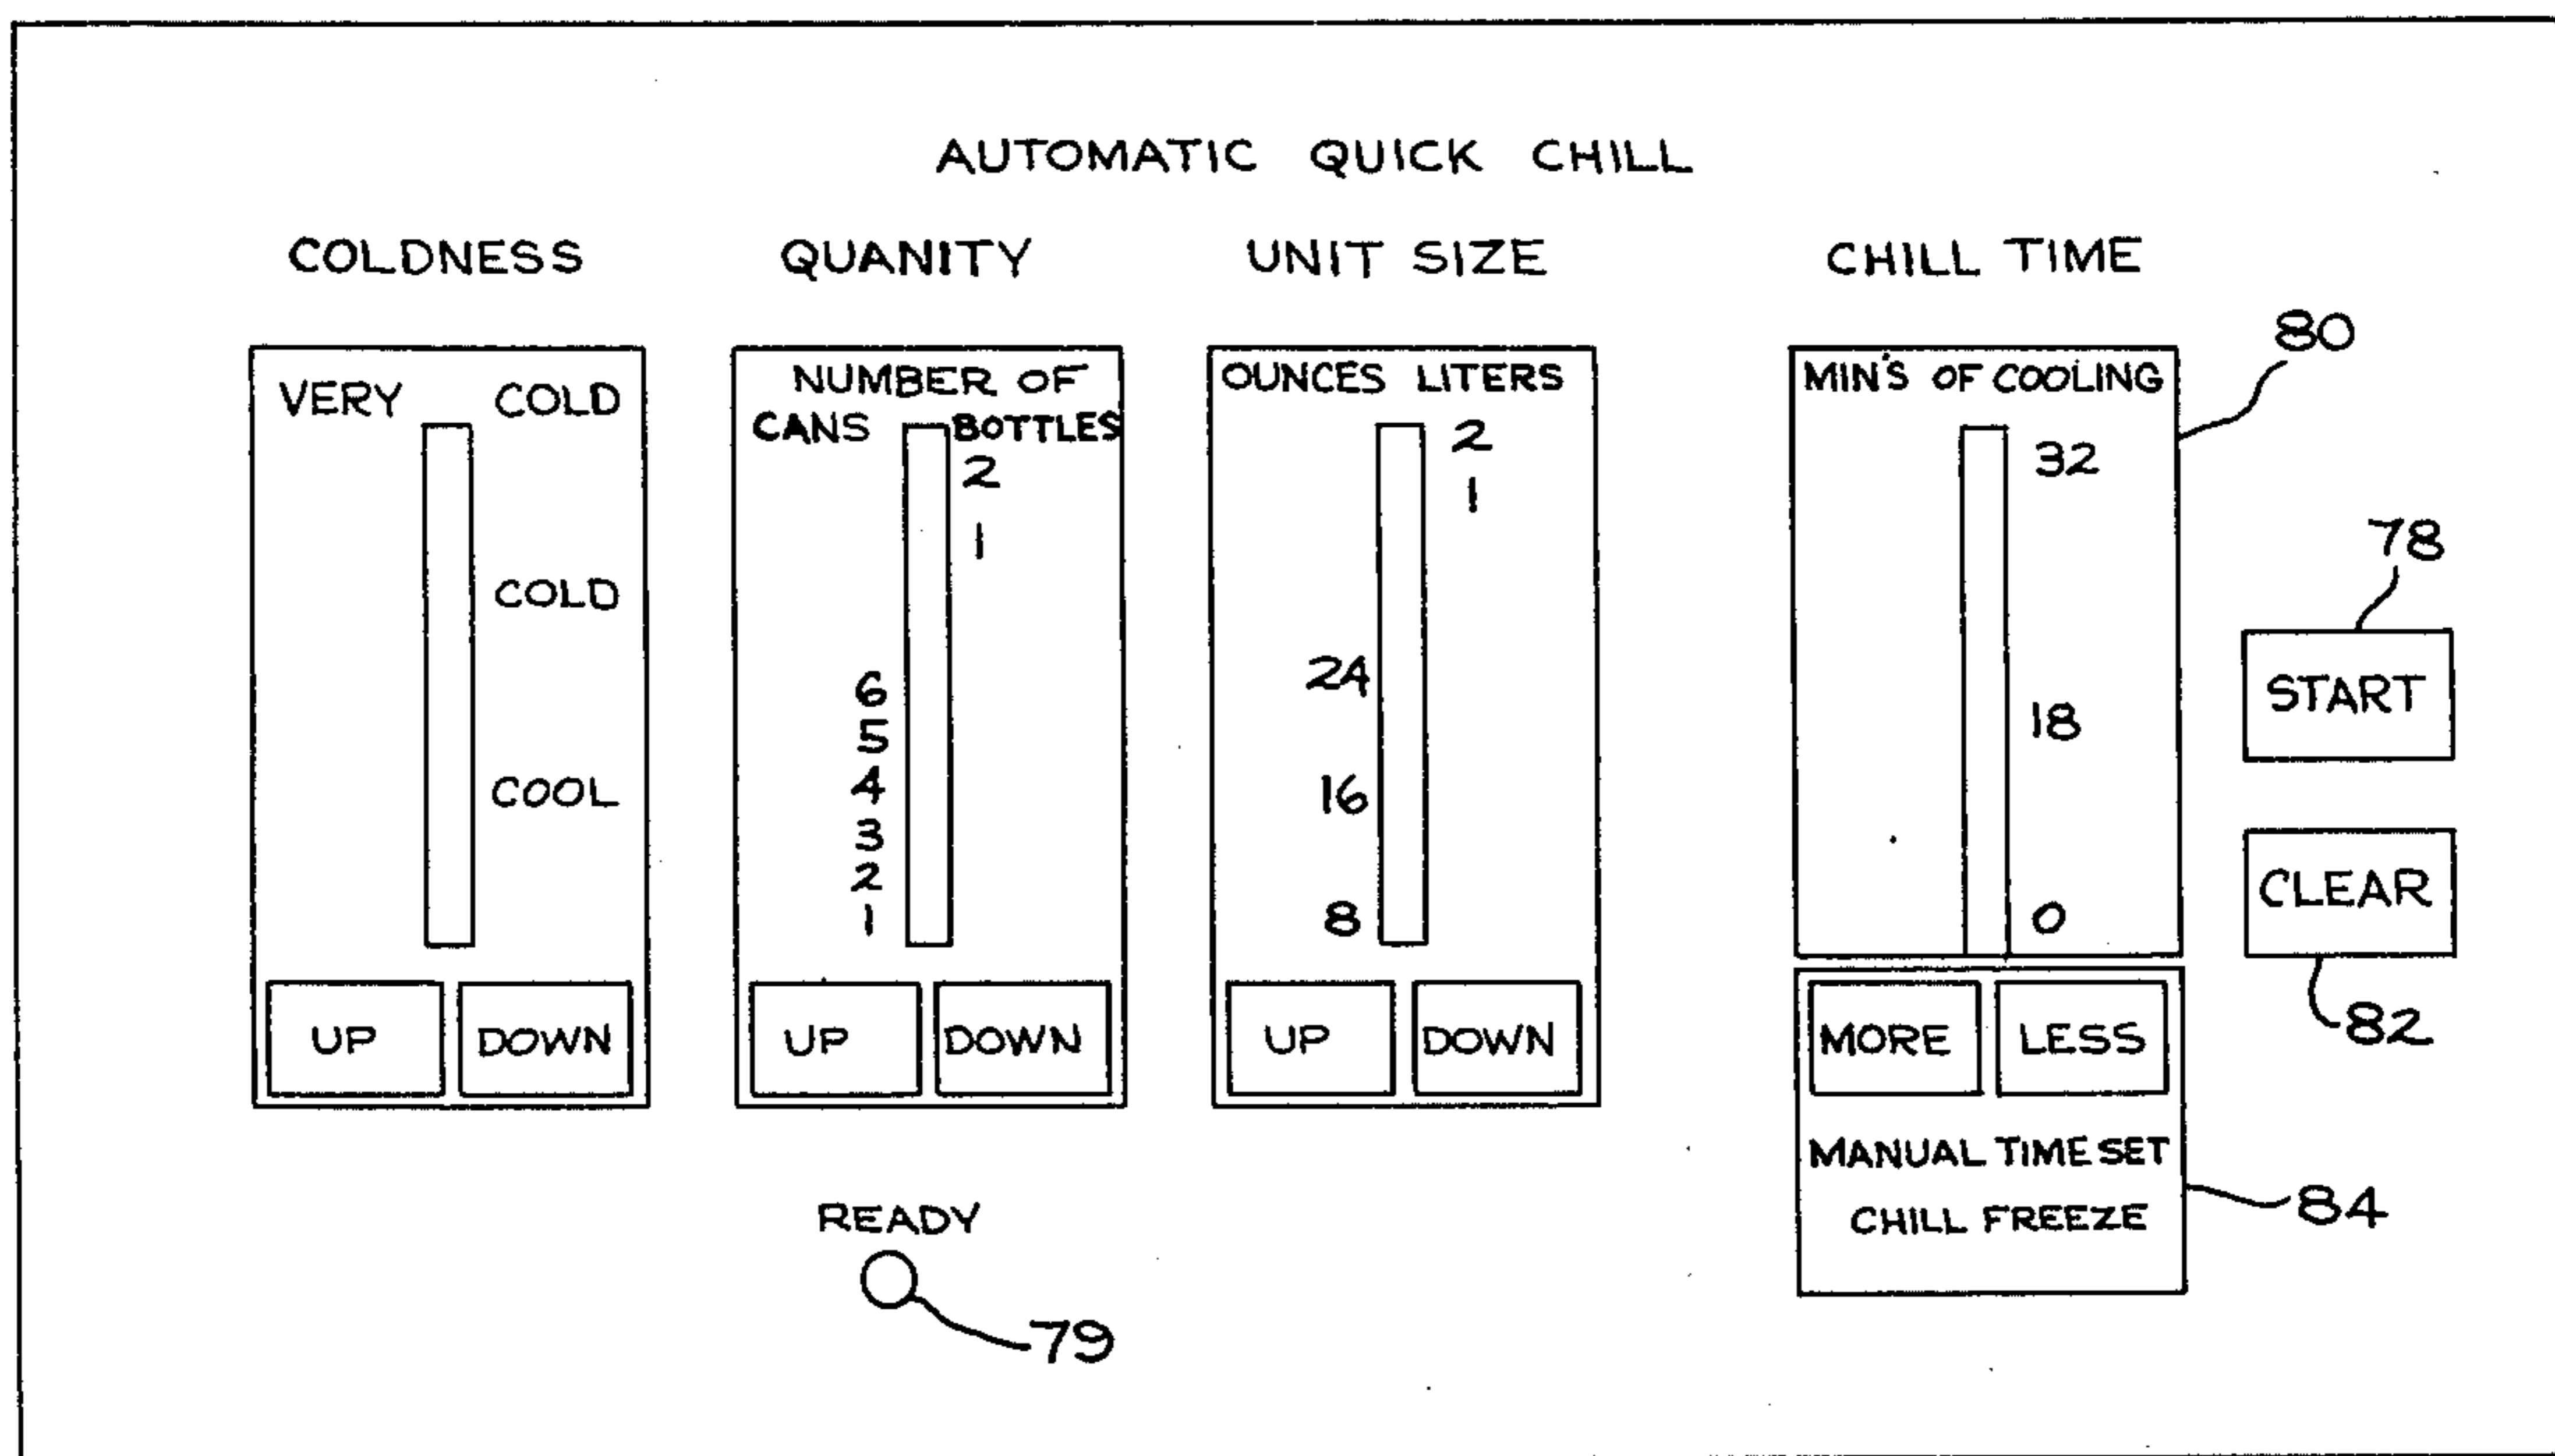 AUTOMATIC QUICK CHILL
COLDNESS
VERY COLD
COLD
COOL
UP DOWN
QUANITY
NUMBER OF
CANS BOTTLES
2
1
6
5
4
3
2
1
UP DOWN
UNIT SIZE
OUNCES LITERS
2
1
24
16
8
UP DOWN
CHILL TIME
MIN'S OF COOLING
32
18
0
MORE LESS
MANUAL TIME SET
CHILL FREEZE
80
78
START
CLEAR
82
84
READY
79